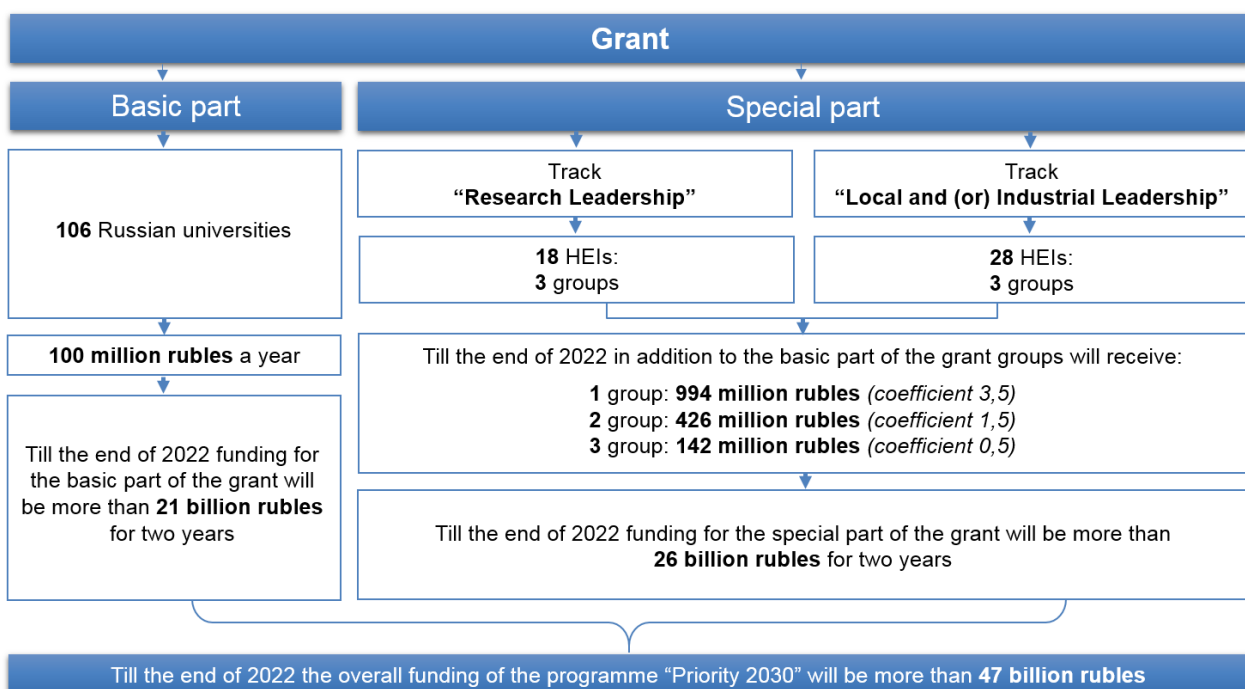 Grant
Basic part
Special part
106 Russian universities
100 million rubles a year
Till the end of 2022 funding for
the basic part of the grant will
be more than 21 billion rubles
for two years
Track
“Research Leadership”
Track
“Local and (or) Industrial Leadership”
18 HEIs:
3 groups
28 HEIs:
3 groups
Till the end of 2022 in addition to the basic part of the grant groups will receive:
1 group: 994 million rubles (coefficient 3,5)
2 group: 426 million rubles (coefficient 1,5)
3 group: 142 million rubles (coefficient 0,5)
Till the end of 2022 funding for the special part of the grant will be more than
26 billion rubles for two years
Till the end of 2022 the overall funding of the programme “Priority 2030” will be more than 47 billion rubles